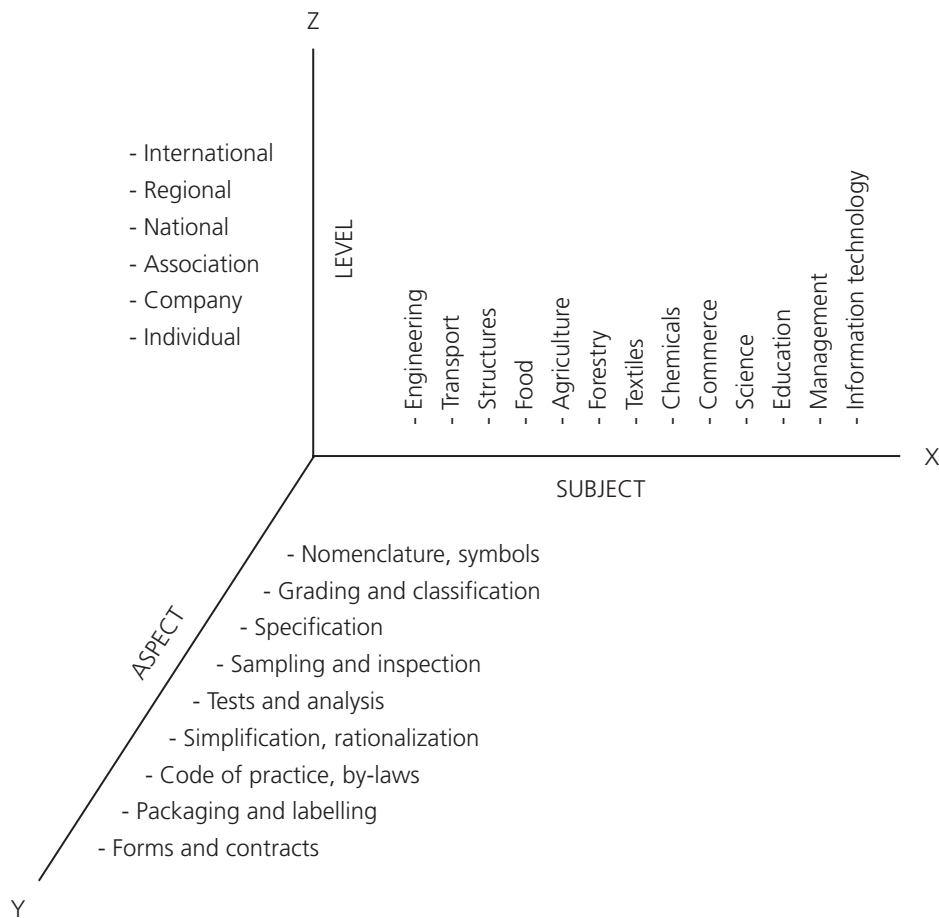 Z
- International
- Regional
- National
- Association
- Company
- Individual
LEVEL
- Engineering
- Transport
- Structures
- Food
- Agriculture
- Forestry
- Textiles
- Chemicals
- Commerce
- Science
- Education
- Management
- Information technology
X
SUBJECT
- Nomenclature, symbols
- Grading and classification
- Specification
- Sampling and inspection
- Tests and analysis
- Simplification, rationalization
- Code of practice, by-laws
- Packaging and labelling
- Forms and contracts
ASPECT
Y